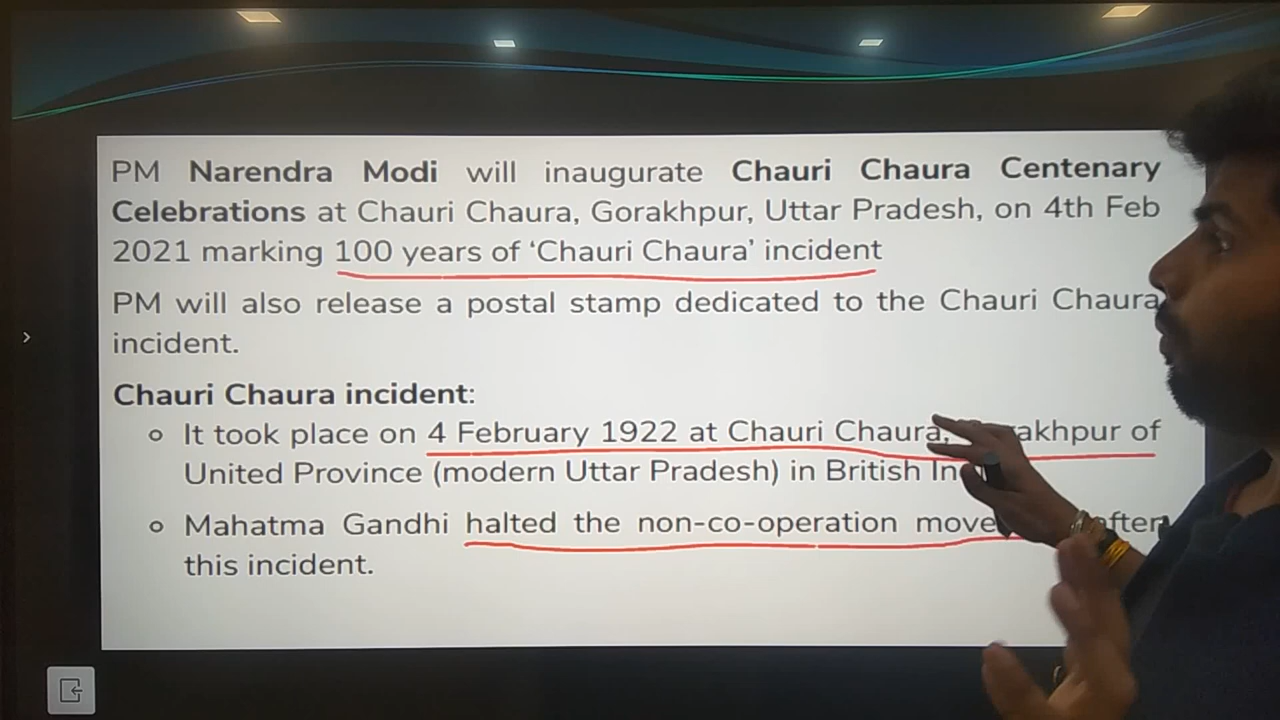 PM Narendra Modi will inaugurate Chauri Chaura Centenary
Celebrations at Chauri Chaura, Gorakhpur, Uttar Pradesh, on 4th Feb
2021 marking 100 years of ‘Chauri Chaura’ incident
PM will also release a postal stamp dedicated to the Chauri Chaura
incident.
Chauri Chaura incident:
It took place on 4 February 1922 at Chauri Chaura, of
United Province (modern Uttar Pradesh) in British
Mahatma Gandhi halted the non-co-operation after
this incident.